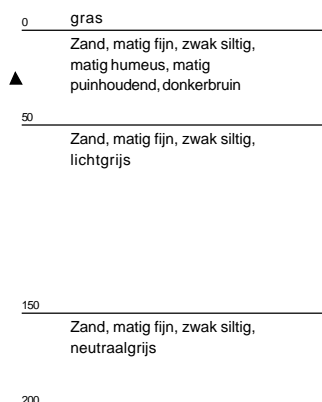 0 gras
Zand, matig fijn, zwak siltig,
matig humeus, matig
puinhoudend, donkerbruin
50
Zand, matig fijn, zwak siltig,
lichtgrijs
150
Zand, matig fijn, zwak siltig,
neutraalgrijs
200